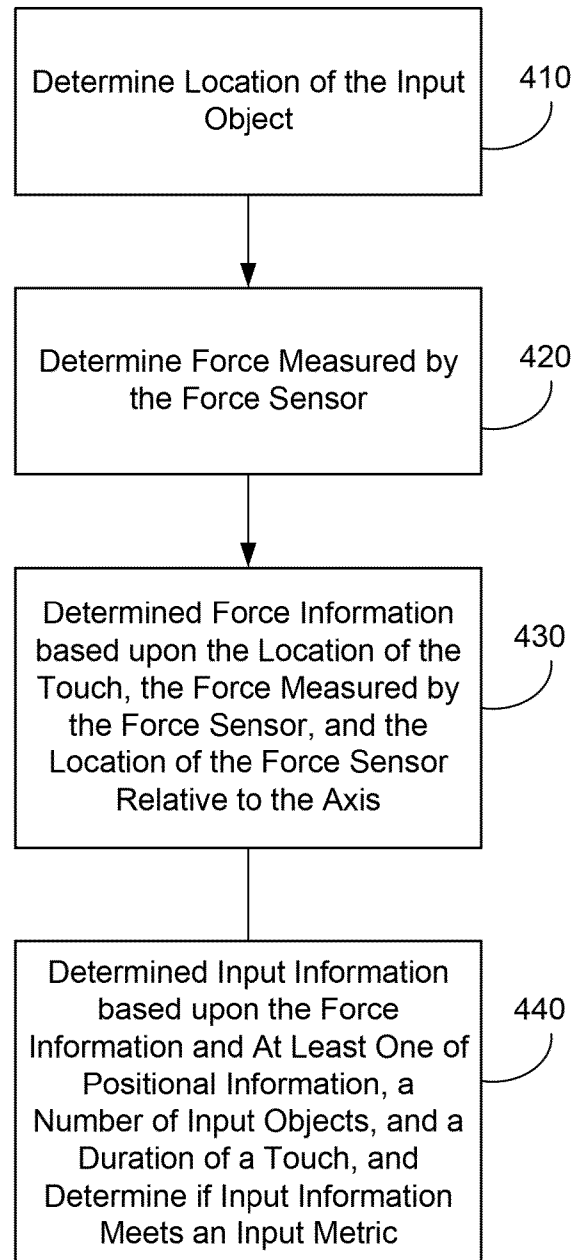 Determine Location of the Input
Object
410
Determine Force Measured by
the Force Sensor
420
Determined Force Information
based upon the Location of the
Touch, the Force Measured by
the Force Sensor, and the
Location of the Force Sensor
Relative to the Axis
430
Determined Input Information
based upon the Force
Information and At Least One of
Positional Information, a
Number of Input Objects, and a
Duration of a Touch, and
Determine if Input Information
Meets an Input Metric
440